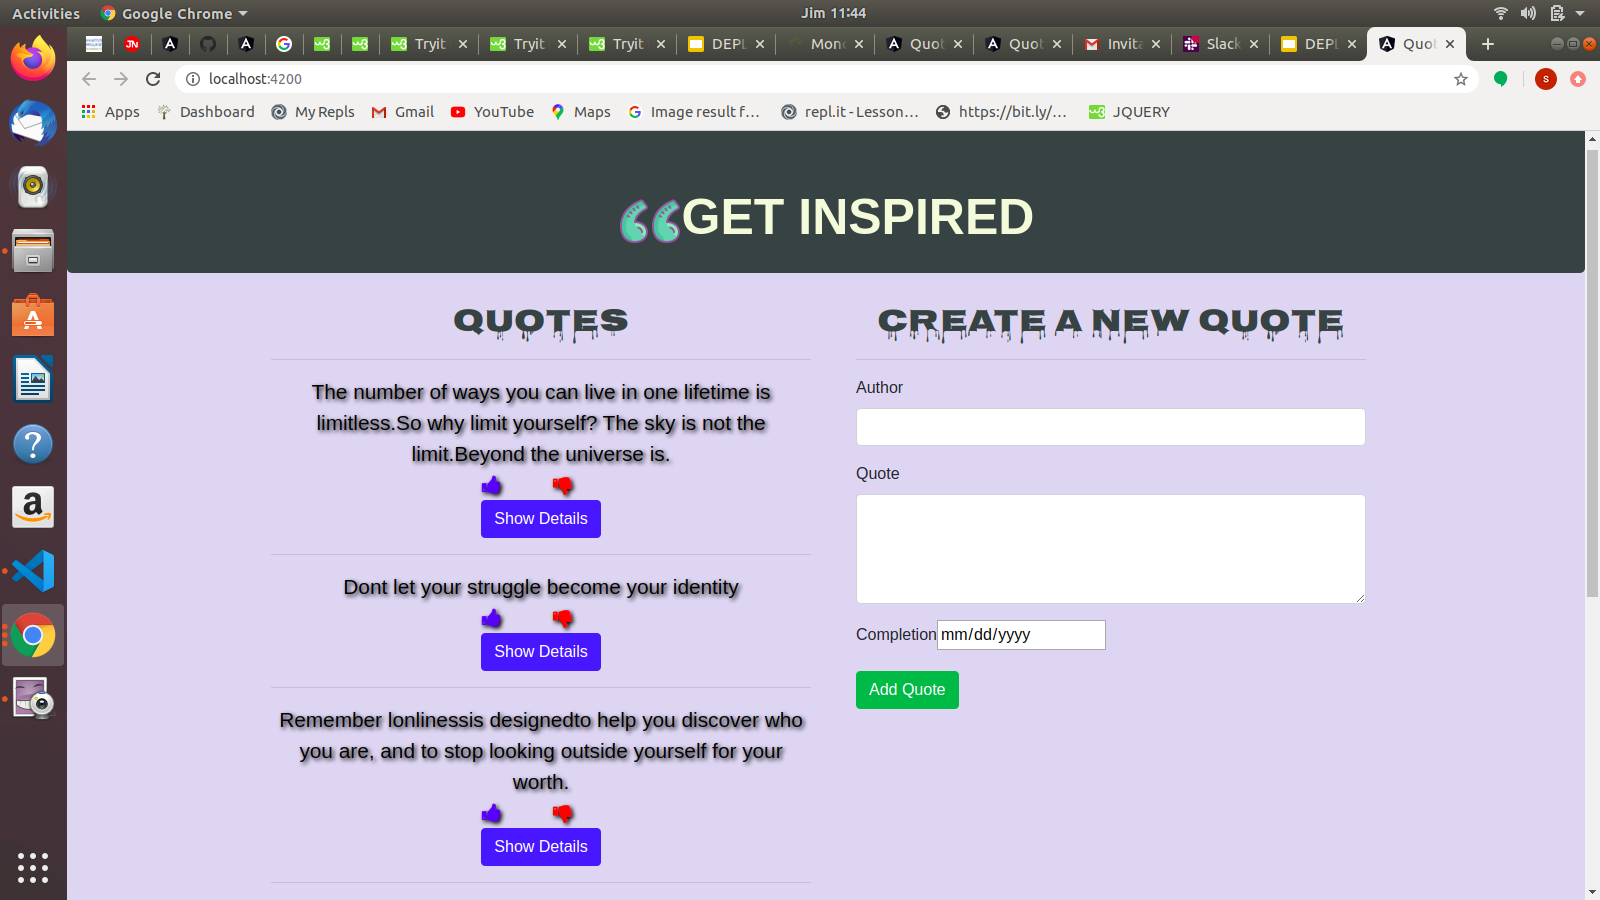 Activities Google Chrome Jim 11:44
Tryit Tryit Tryit DEPL Mong Quot Quot Invita Slack DEPL Quot
localhost:4200 S
Apps Dashboard My Repls Gmail YouTube Maps Image result f... repl.it - Lesson... https://bit.ly/... JQUERY
GET INSPIRED
QUOTES
The number of ways you can live in one lifetime is
limitless.So why limit yourself? The sky is not the
limit.Beyond the universe is.
Show Details
Dont let your struggle become your identity
Show Details
Remember lonlinessis designedto help you discover who
you are, and to stop looking outside yourself for your
worth.
Show Details
CREATE A NEW QUOTE
Author
Quote
Completion mm/dd/yyyy
Add Quote